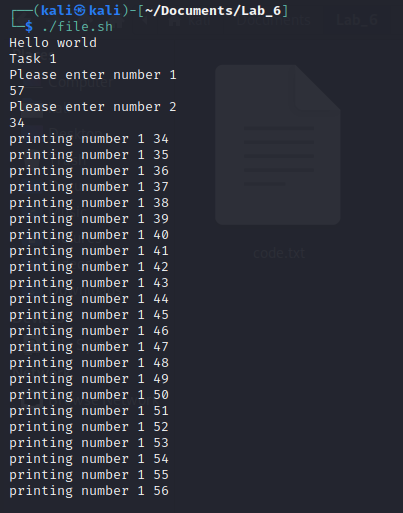 ┌──(kali㉿kali)-[~/Documents/Lab_6]
└─$ ./file.sh
Hello world
Task 1
Please enter number 1
57
Please enter number 2
34
printing number 1 34
printing number 1 35
printing number 1 36
printing number 1 37
printing number 1 38
printing number 1 39
printing number 1 40
printing number 1 41
printing number 1 42
printing number 1 43
printing number 1 44
printing number 1 45
printing number 1 46
printing number 1 47
printing number 1 48
printing number 1 49
printing number 1 50
printing number 1 51
printing number 1 52
printing number 1 53
printing number 1 54
printing number 1 55
printing number 1 56
Computer
code.txt
Lab_6